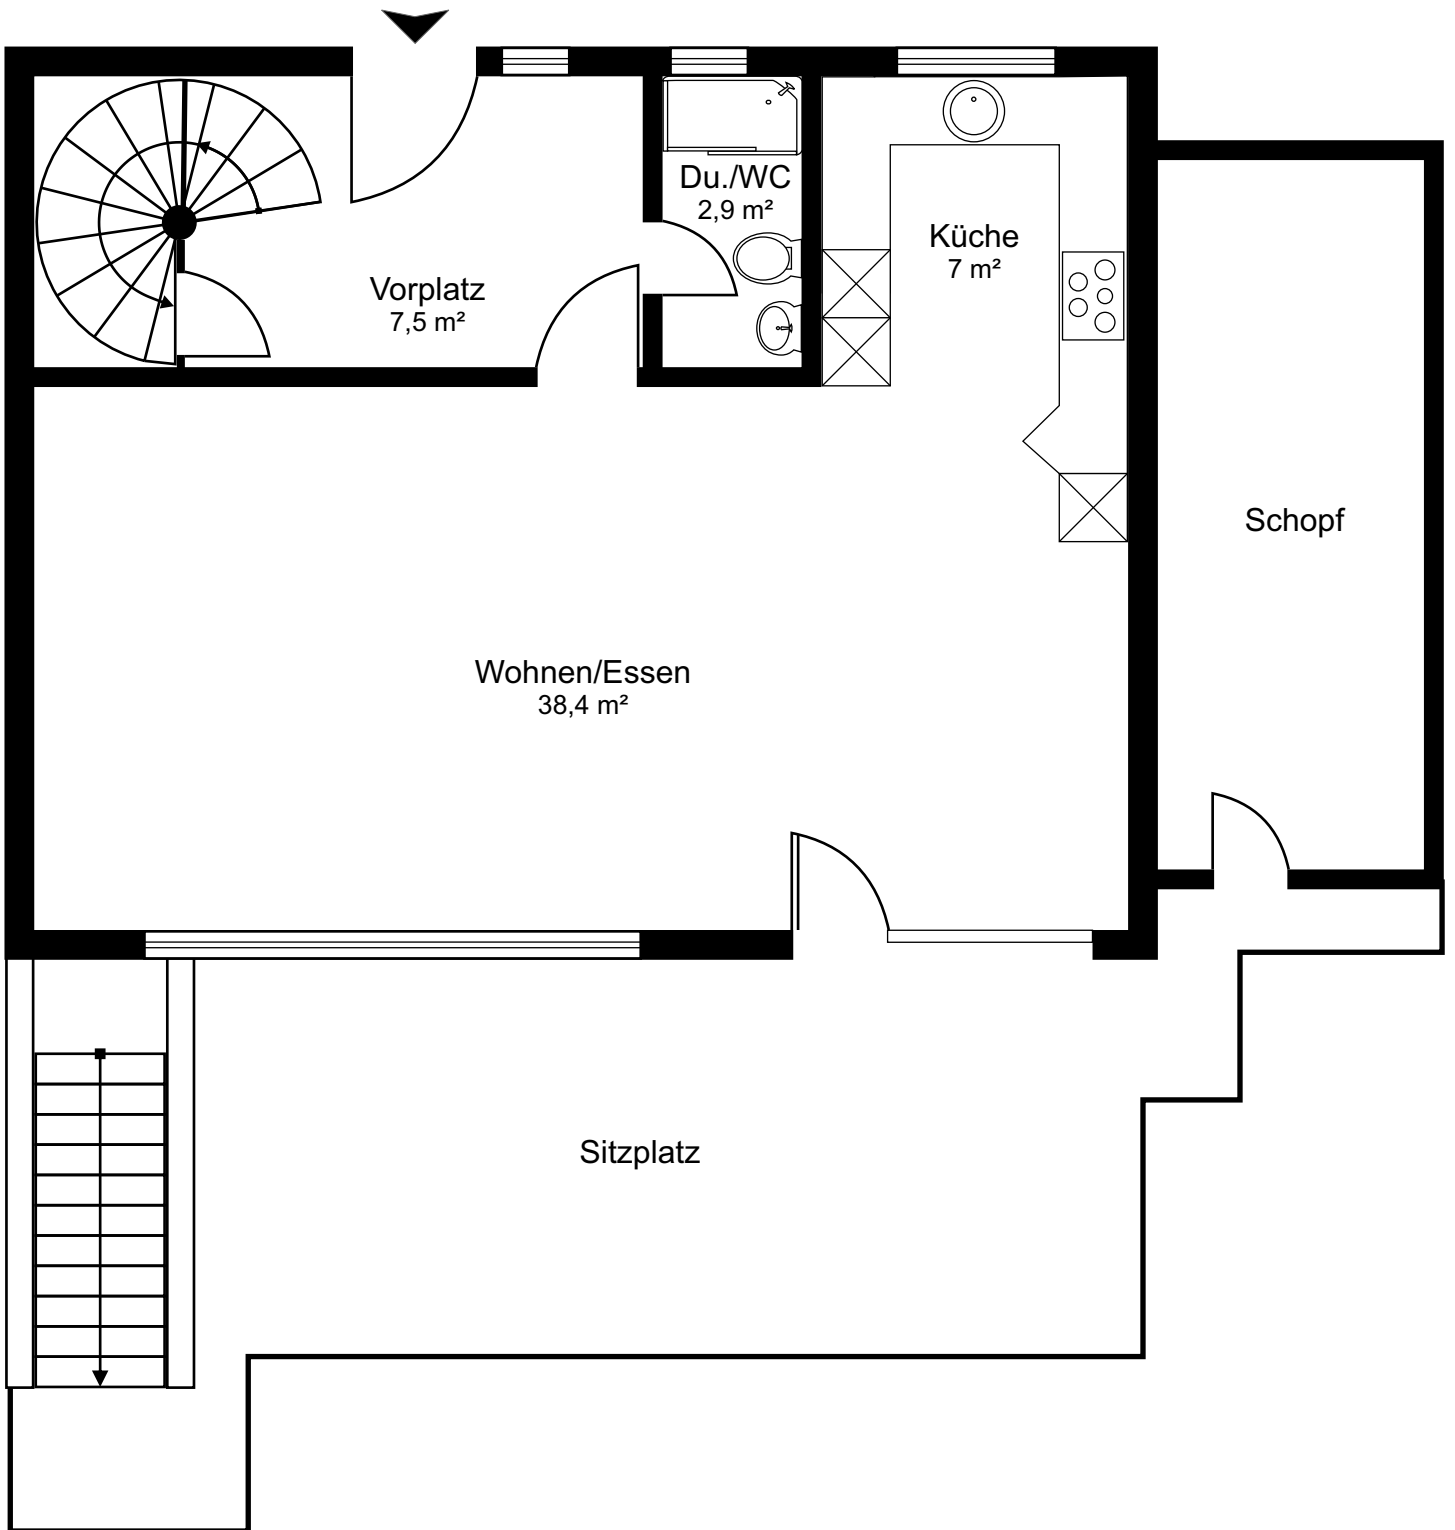 Du./WC
2,9 m²
Küche
7 m²
Vorplatz
7,5 m²
Schopf
Wohnen/Essen
38,4 m²
Sitzplatz